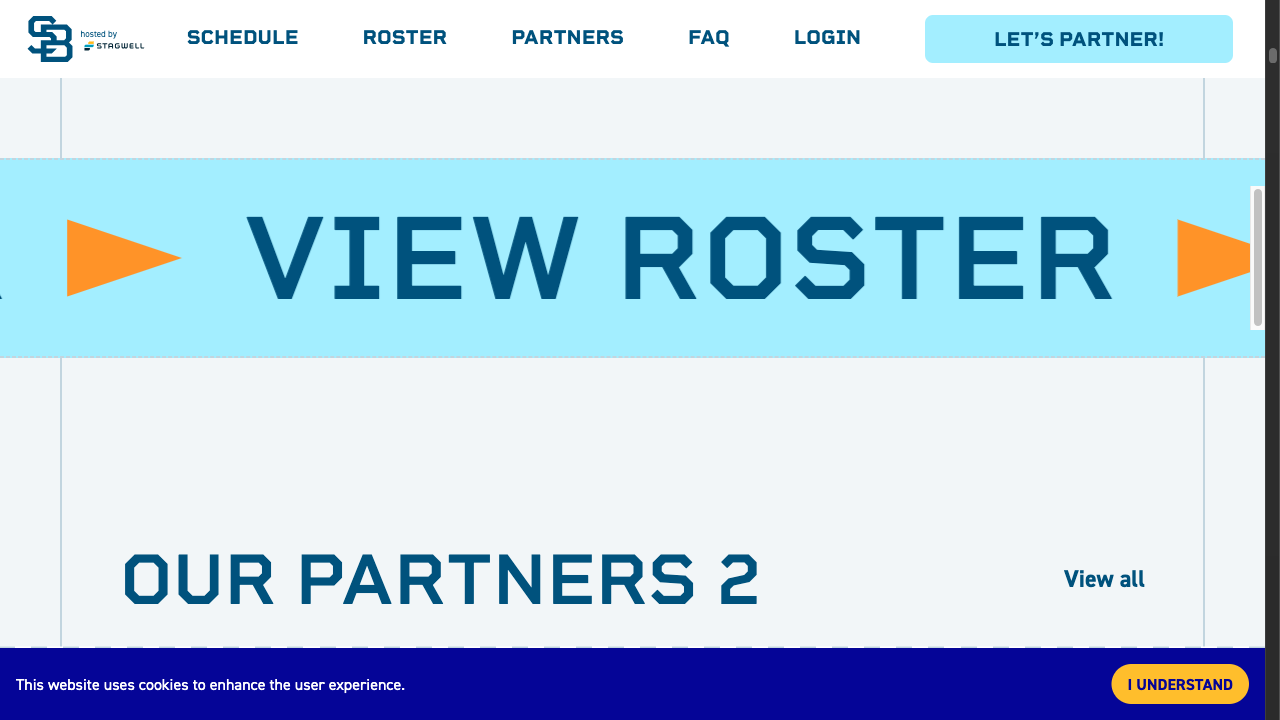 SB hosted by
STAGWELL
SCHEDULE ROSTER PARTNERS FAQ LOGIN LET'S PARTNER!
VIEW ROSTER
OUR PARTNERS 2
View all
This website uses cookies to enhance the user experience.
I UNDERSTAND